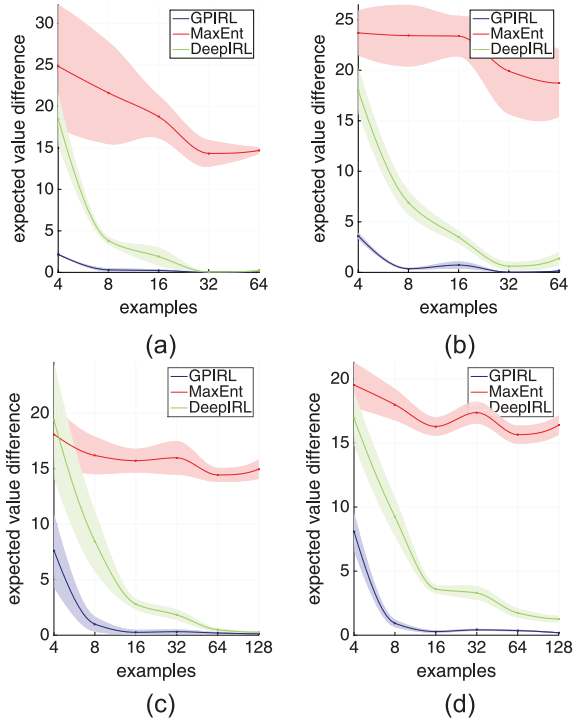 GPIRL
MaxEnt
DeepIRL
expected value difference
30
25
20
15
10
5
0
4 8 16 32 64
examples
(a)
GPIRL
MaxEnt
DeepIRL
expected value difference
25
20
15
10
5
0
4 8 16 32 64
examples
(b)
GPIRL
MaxEnt
DeepIRL
expected value difference
20
15
10
5
0
4 8 16 32 64 128
examples
(c)
GPIRL
MaxEnt
DeepIRL
expected value difference
20
15
10
5
0
4 8 16 32 64 128
examples
(d)